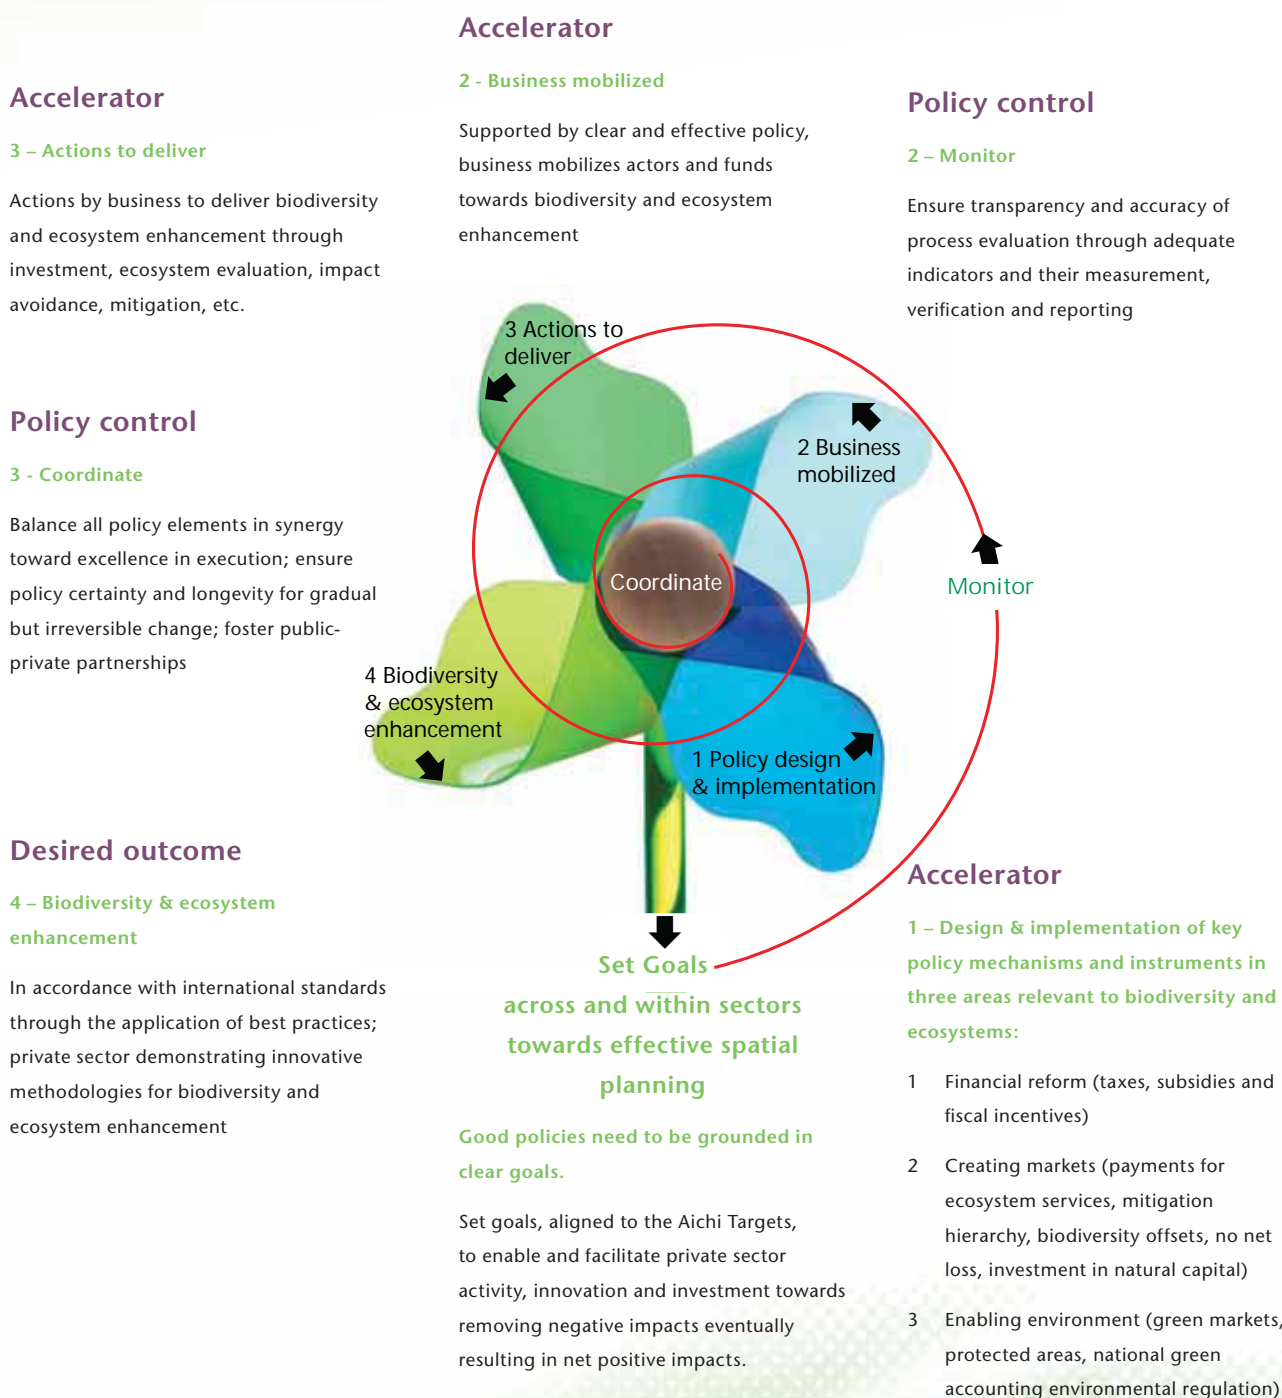 Accelerator
2 - Business mobilized
Supported by clear and effective policy,
business mobilizes actors and funds
towards biodiversity and ecosystem
enhancement
Accelerator
3 – Actions to deliver
Actions by business to deliver biodiversity
and ecosystem enhancement through
investment, ecosystem evaluation, impact
avoidance, mitigation, etc.
Policy control
2 – Monitor
Ensure transparency and accuracy of
process evaluation through adequate
indicators and their measurement,
verification and reporting
Policy control
3 - Coordinate
Balance all policy elements in synergy
toward excellence in execution; ensure
policy certainty and longevity for gradual
but irreversible change; foster public-
private partnerships
3 Actions to
deliver
2 Business
mobilized
Coordinate
Monitor
4 Biodiversity
& ecosystem
enhancement
1 Policy design
& implementation
Desired outcome
4 – Biodiversity & ecosystem
enhancement
In accordance with international standards
through the application of best practices;
private sector demonstrating innovative
methodologies for biodiversity and
ecosystem enhancement
Set Goals
across and within sectors
towards effective spatial
planning
Good policies need to be grounded in
clear goals.
Set goals, aligned to the Aichi Targets,
to enable and facilitate private sector
activity, innovation and investment towards
removing negative impacts eventually
resulting in net positive impacts.
Accelerator
1 – Design & implementation of key
policy mechanisms and instruments in
three areas relevant to biodiversity and
ecosystems:
1 Financial reform (taxes, subsidies and
fiscal incentives)
2 Creating markets (payments for
ecosystem services, mitigation
hierarchy, biodiversity offsets, no net
loss, investment in natural capital)
3 Enabling environment (green markets,
protected areas, national green
accounting environmental regulation)